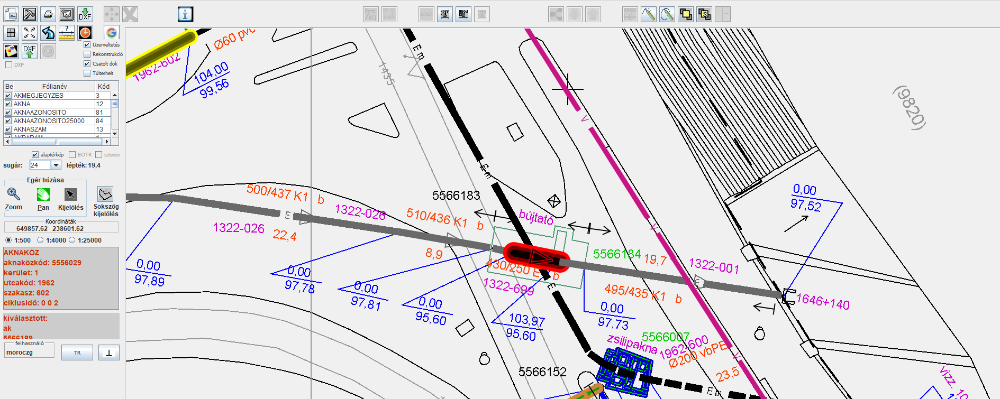 DXF
HOSS
KHR
MEGJ
KHR
DXF
DXF
Üzemeltetés
Rekonstrukció
Csatolt dok
Túlterhelt
Be
Fólianév
Kód
AKMEGJEGYZES 3
AKNA 12
AKNAAZONOSITO 81
AKNAAZONOSITO25000 84
AKNASZAM 13
alaptérkép
EOTR
sztereo
sugár: 24
lépték:19,4
Egér húzása
Zoom
Pan
Kijelölés
Sokszög
kijelölés
Koordináták
649857.62 238601.62
1:500
1:4000
1:25000
AKNAKÖZ
aknaközkód: 5556029
kerület: 1
utcakód: 1962
szakasz: 602
ciklusidő: 0 0 2
kiválasztott:
ak
5566189
felhasználó
moroczg
TR
Ø60 pvc
1962-602
104,00
99,56
1435
Em
Em
V
(9820)
500/437 K1 b
1322-026
E
1322-026
22,4
510/436 K1 b
8,9
5566183
bújtató
5566184
19,7
1322-001
E
430/250 E b
1322-699
E
495/435 K1 b
V
0,00
97,52
1646+140
0,00
97,89
0,00
97,78
0,00
97,81
0,00
95,60
103,97
95,60
0,00
97,73
zsilipakna
5566007
1962-600
Ø200 vbPE
23,5
V
5566152
Em
vízz. 10